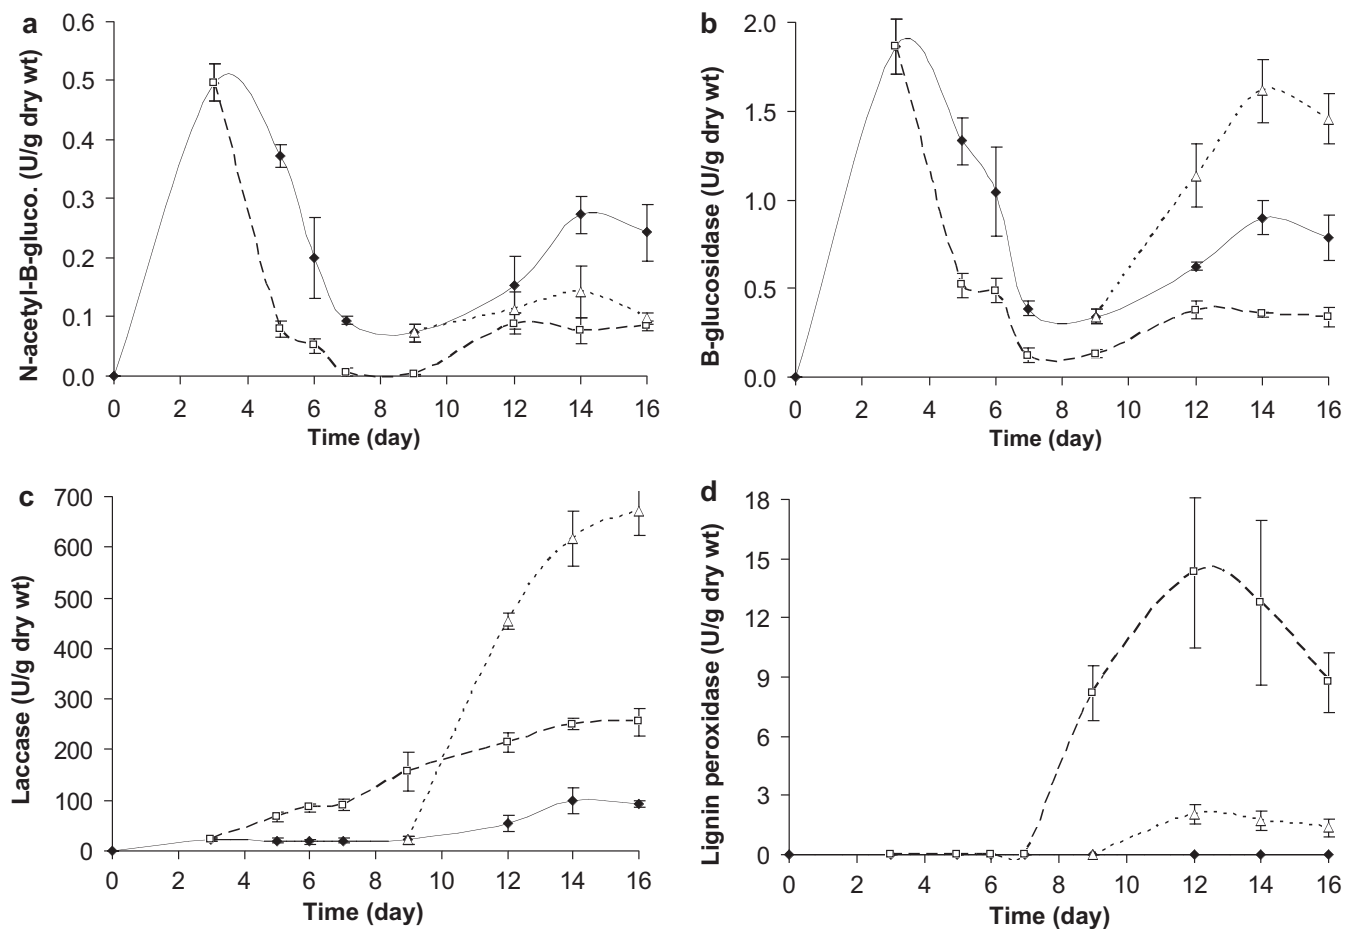 a
N-acetyl-B-gluco. (U/g dry wt)
0.6
0.5
0.4
0.3
0.2
0.1
0.0
0 2 4 6 8 10 12 14 16
Time (day)
b
B-glucosidase (U/g dry wt)
2.0
1.5
1.0
0.5
0.0
0 2 4 6 8 10 12 14 16
Time (day)
c
Laccase (U/g dry wt)
700
600
500
400
300
200
100
0
0 2 4 6 8 10 12 14 16
Time (day)
d
Lignin peroxidase (U/g dry wt)
18
15
12
9
6
3
0
0 2 4 6 8 10 12 14 16
Time (day)